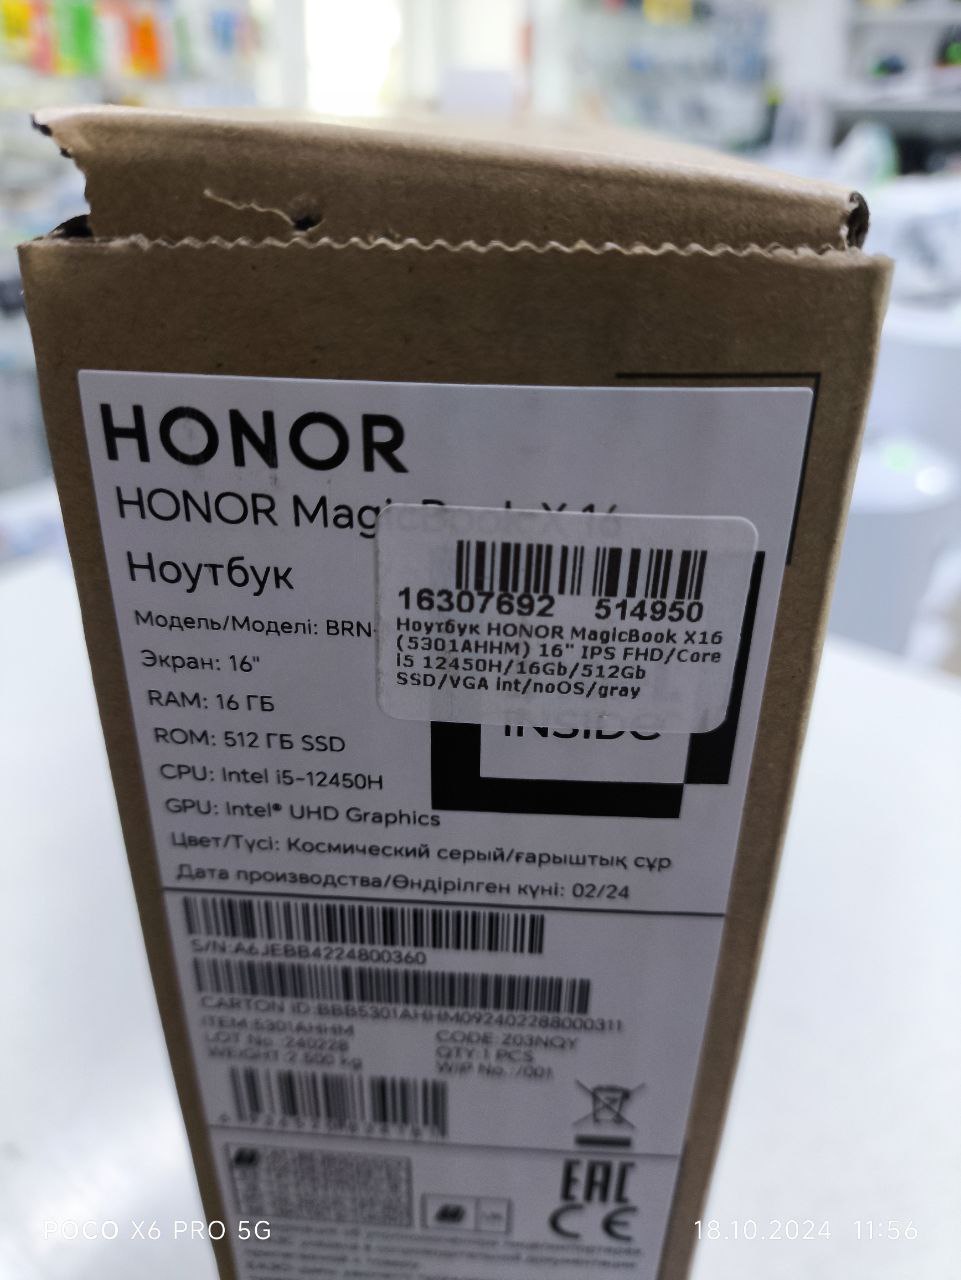 HONOR
HONOR MagicBook X 16
Ноутбук
Модель/Моделі: BRN-
Экран: 16"
RAM: 16 ГБ
ROM: 512 ГБ SSD
CPU: Intel i5-12450H
GPU: Intel® UHD Graphics
Цвет/Түсі: Космический серый/ғарыштық сұр
Дата производства/Өндірілген күні: 02/24
16307692 514950
Ноутбук HONOR MagicBook X16
(5301AHHM) 16" IPS FHD/Core
i5 12450H/16Gb/512Gb
SSD/VGA int/noOS/gray
INSIDE
S/N:A6JEBB4224800360
CARTON ID:BBB5301AHHM092402288000311
ITEM:5301AHHM
CODE: Z03NQY
LOT No.:240228
QTY:1 PCS
WEIGHT:2.500 kg
WIP No.:/001
EAC
CE
POCO X6 PRO 5G
18.10.2024 11:56